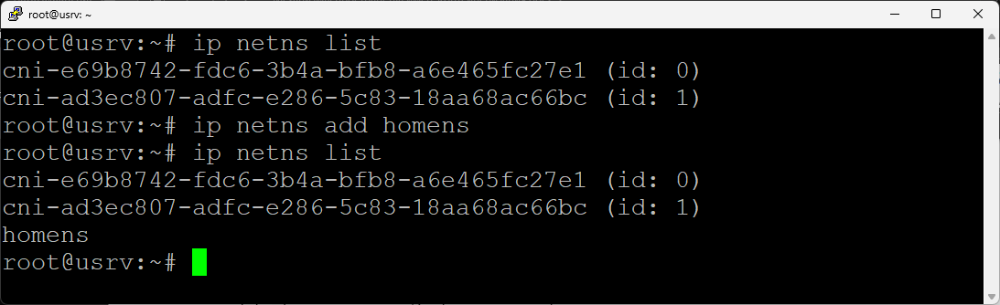 root@usrv: ~
root@usrv:~# ip netns list
cni-e69b8742-fdc6-3b4a-bfb8-a6e465fc27e1 (id: 0)
cni-ad3ec807-adfc-e286-5c83-18aa68ac66bc (id: 1)
root@usrv:~# ip netns add homens
root@usrv:~# ip netns list
cni-e69b8742-fdc6-3b4a-bfb8-a6e465fc27e1 (id: 0)
cni-ad3ec807-adfc-e286-5c83-18aa68ac66bc (id: 1)
homens
root@usrv:~#